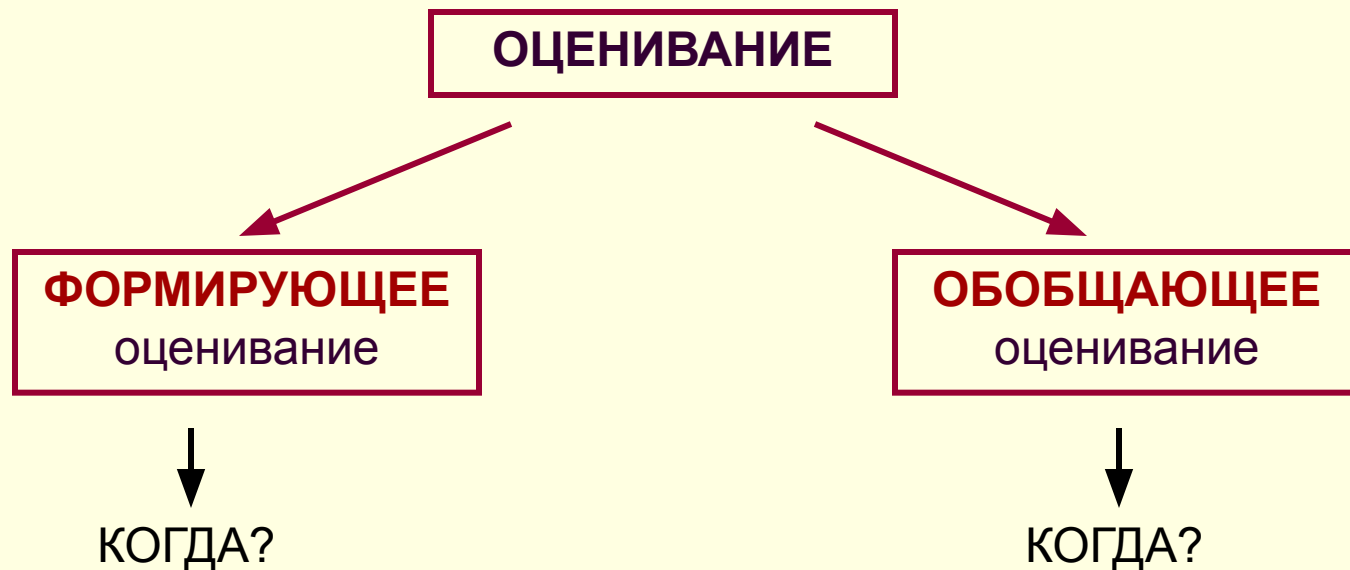 ОЦЕНИВАНИЕ
ФОРМИРУЮЩЕЕ
оценивание
ОБОБЩАЮЩЕЕ
оценивание
КОГДА?
КОГДА?